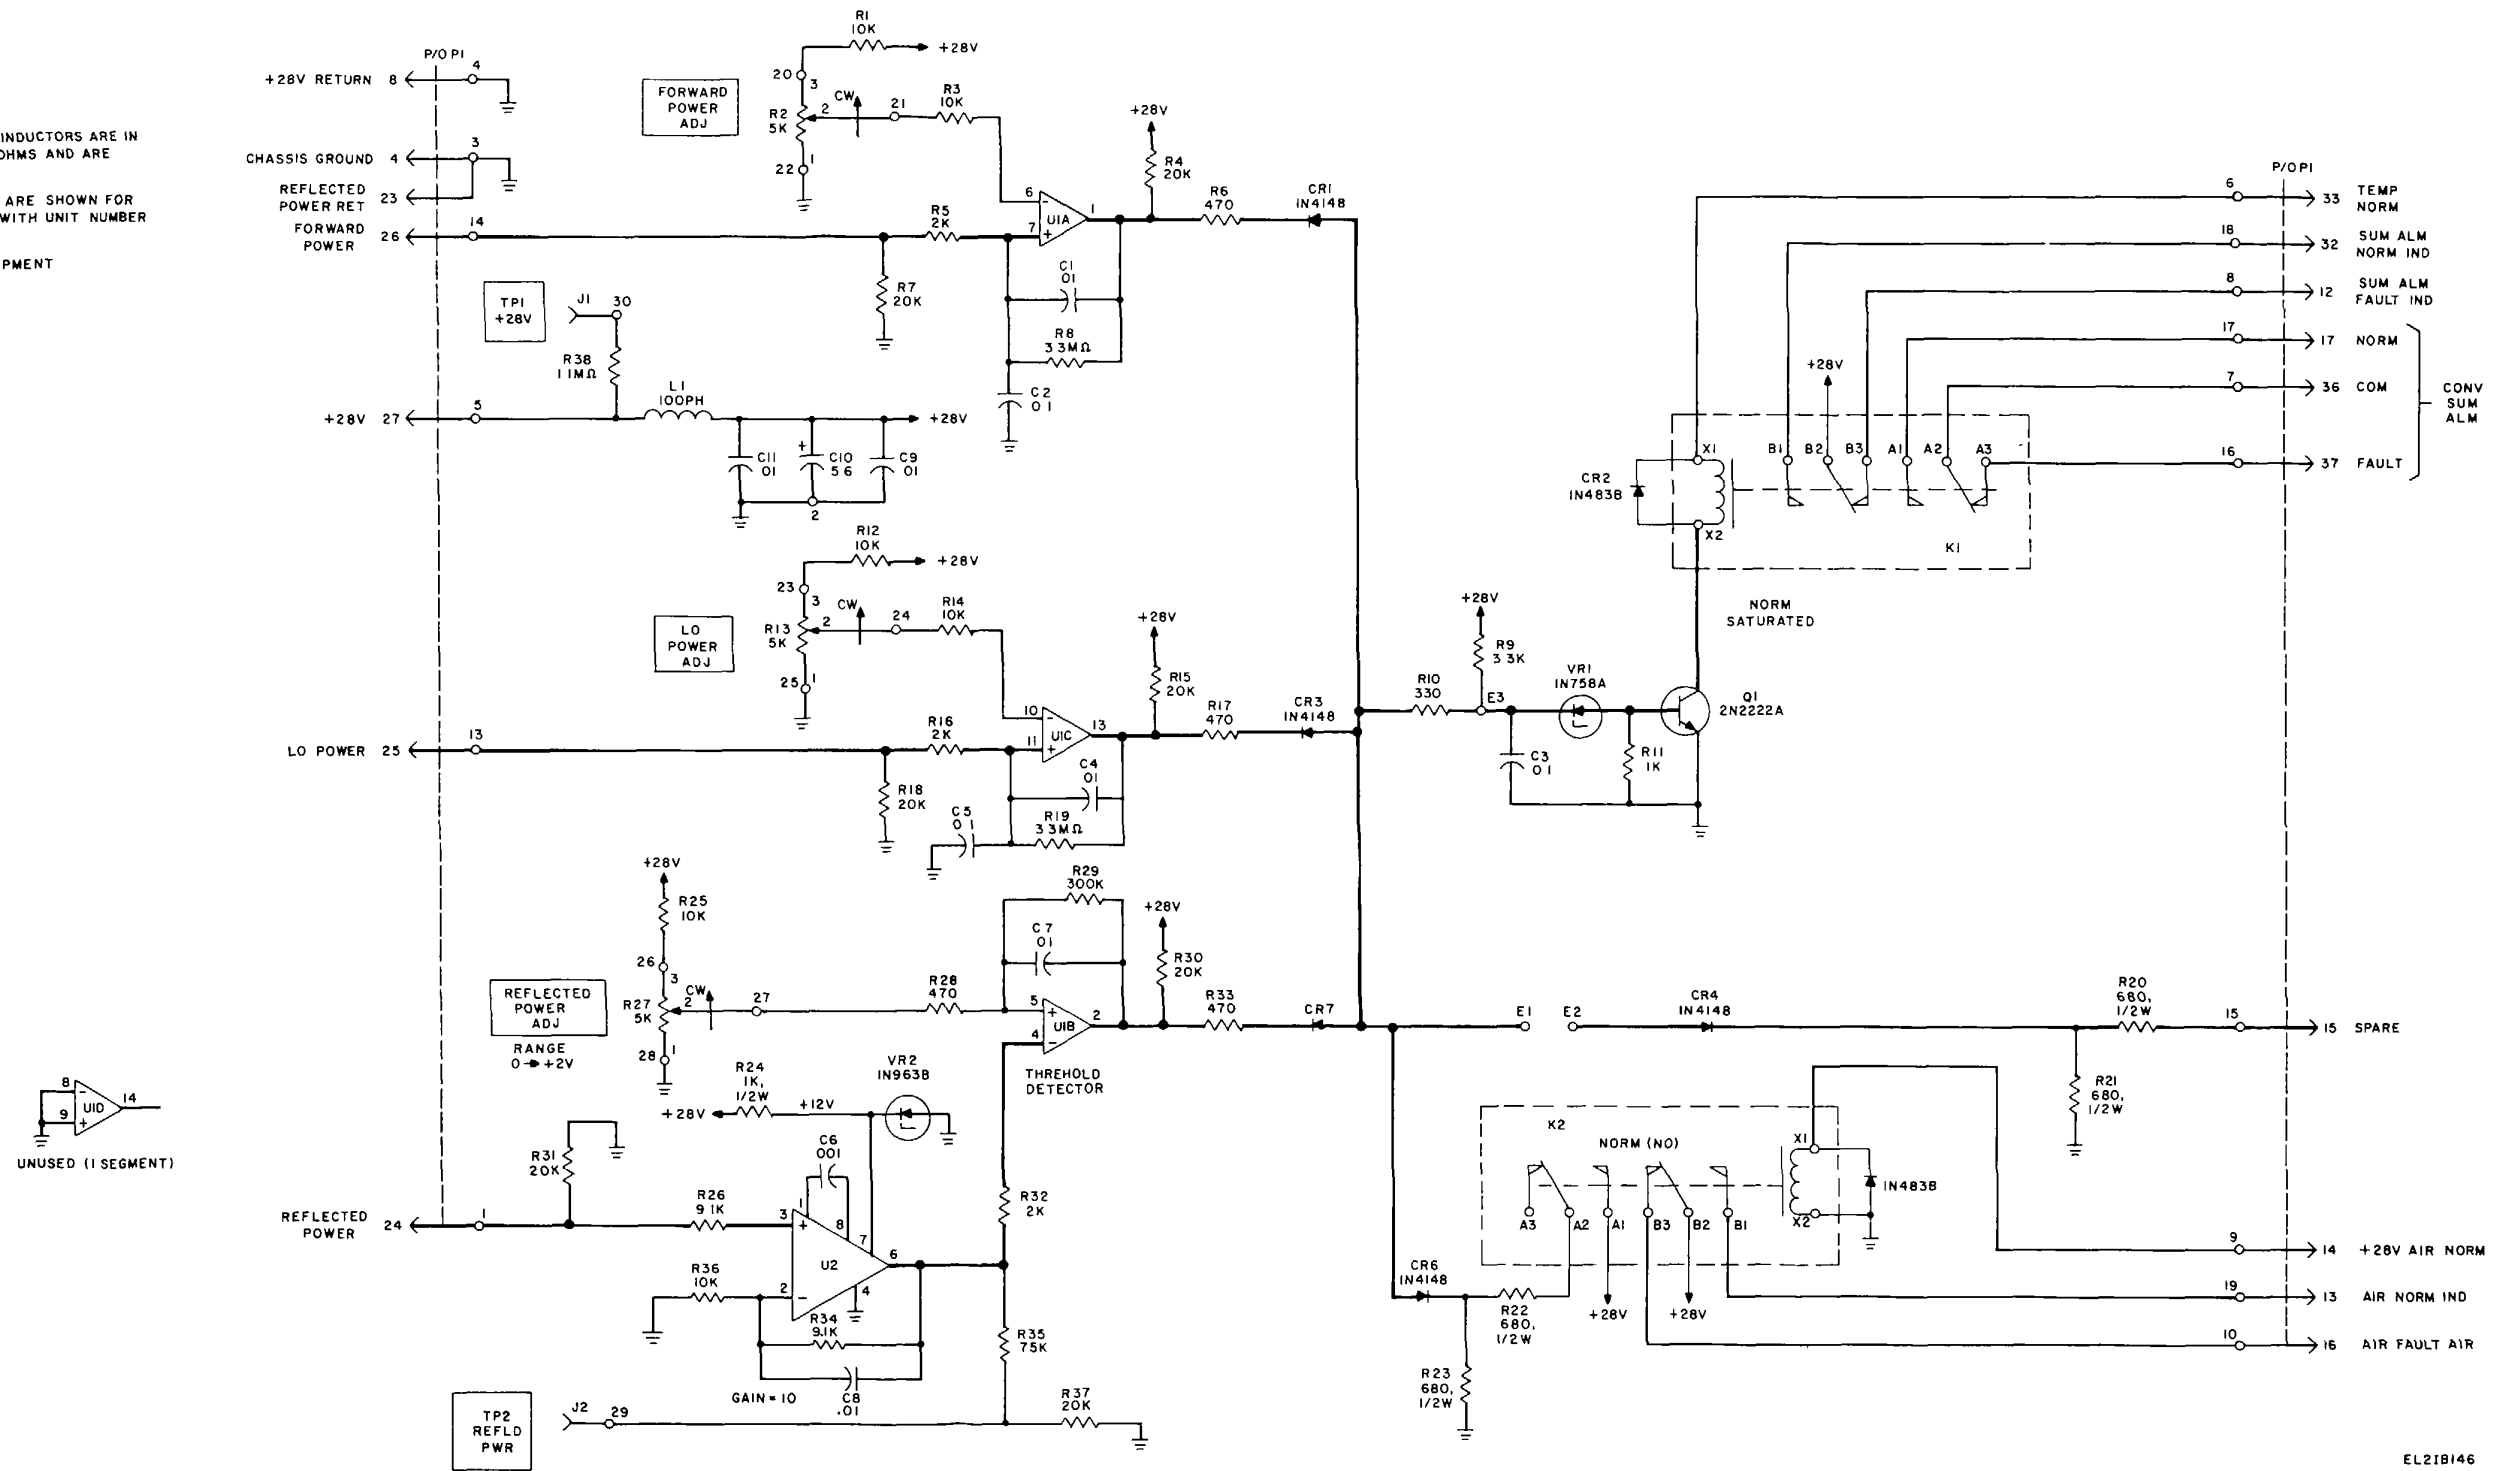 INDUCTORS ARE IN
OHMS AND ARE
ARE SHOWN FOR
WITH UNIT NUMBER
PMENT
P/O P1
+28V RETURN 8
4
CHASSIS GROUND 4
3
REFLECTED
POWER RET 23
FORWARD
POWER 26
14
FORWARD
POWER
ADJ
R1
10K
+28V
20
3
R2
5K
2
CW
21
R3
10K
1
22
+28V
R4
20K
R5
2K
6
-
7
+
U1A
1
R6
470
CR1
1N4148
R7
20K
C1
01
R8
3 3MΩ
C2
0 1
TP1
+28V
J1
30
R38
1 1MΩ
L1
100PH
+28V 27
5
+28V
C11
01
+
C10
5 6
C9
01
2
LO
POWER
ADJ
R12
10K
+28V
23
3
R13
5K
2
CW
24
R14
10K
25
1
+28V
R15
20K
LO POWER 25
13
R16
2K
10
-
11
+
U1C
13
R17
470
CR3
1N4148
R18
20K
C4
01
R19
3 3MΩ
C5
0 1
+28V
R25
10K
26
3
REFLECTED
POWER
ADJ
RANGE
0 → +2V
R27
5K
2
CW
27
28
1
R28
470
R29
300K
C7
01
5
+
4
-
U1B
2
THREHOLD
DETECTOR
+28V
R30
20K
R33
470
CR7
R24
1K,
1/2W
+28V
+12V
VR2
1N963B
8
-
9
+
U1D
14
UNUSED (1 SEGMENT)
REFLECTED
POWER 24
1
R31
20K
R26
9 1K
C6
001
3
+
1
8
7
6
U2
2
-
4
R36
10K
R34
9.1K
C8
.01
GAIN = 10
R32
2K
R35
75K
R37
20K
TP2
REFLD
PWR
J2
29
R10
330
+28V
R9
3 3K
E3
C3
0 1
VR1
1N758A
R11
1K
Q1
2N2222A
NORM
SATURATED
CR2
1N483B
X1
X2
K1
B1
B2
B3
A1
A2
A3
+28V
P/O P1
6
33 TEMP
NORM
18
32 SUM ALM
NORM IND
8
12 SUM ALM
FAULT IND
17
17 NORM
7
36 COM
16
37 FAULT
CONV
SUM
ALM
E1
E2
CR4
1N4148
R20
680,
1/2W
15
15 SPARE
R21
680,
1/2W
K2
NORM (NO)
X1
X2
1N483B
A3
A2
A1
B3
B2
B1
+28V
+28V
CR6
1N4148
R22
680,
1/2W
R23
680,
1/2W
9
14 +28V AIR NORM
19
13 AIR NORM IND
10
16 AIR FAULT AIR
EL2IB146